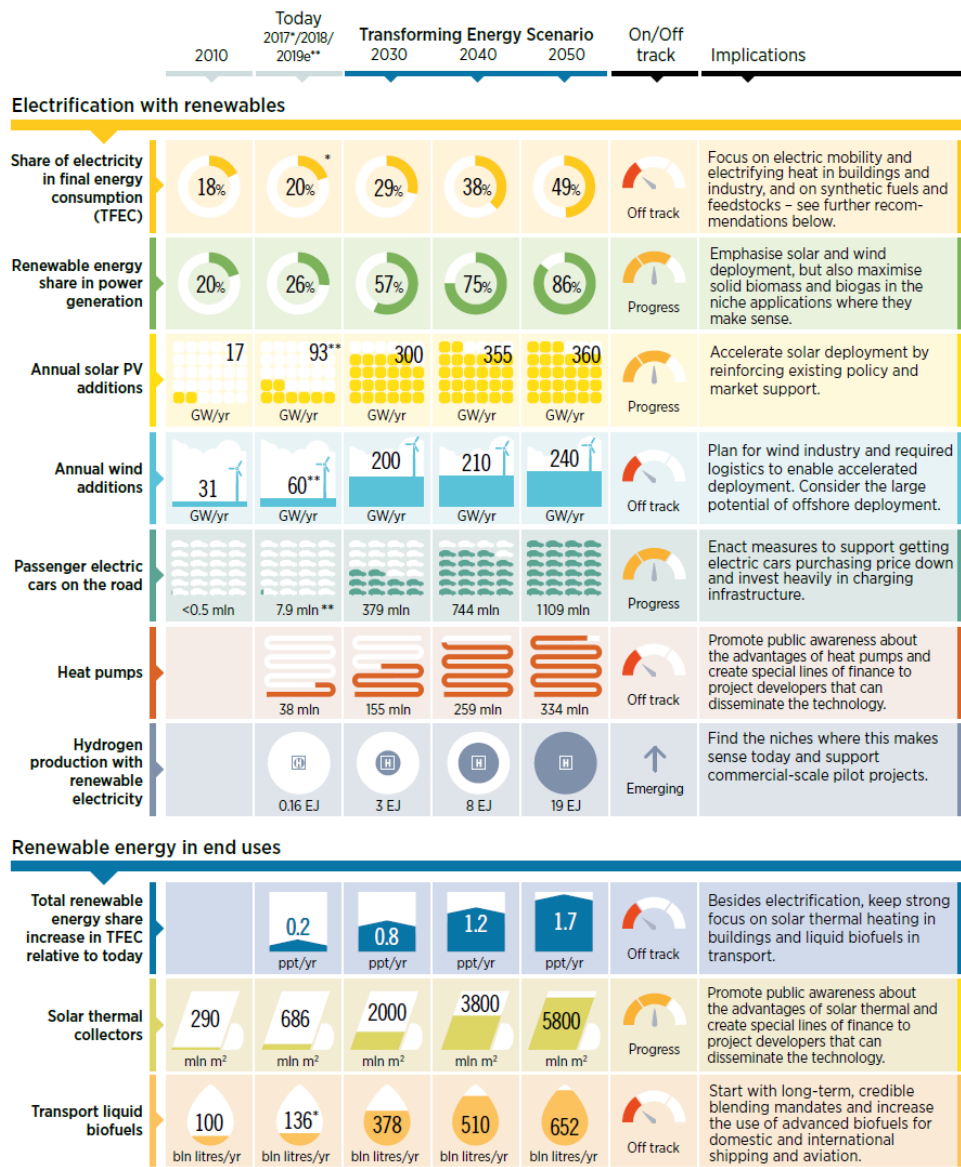 Today
2017*/2018/
2019e**
Transforming Energy Scenario
On/Off
track
2010
2030
2040
2050
Implications
Electrification with renewables
Share of electricity
in final energy
consumption
(TFEC)
18%
20%
*
29%
38%
49%
Off track
Focus on electric mobility and
electrifying heat in buildings and
industry, and on synthetic fuels and
feedstocks – see further recom-
mendations below.
Renewable energy
share in power
generation
20%
26%
57%
75%
86%
Progress
Emphasise solar and wind
deployment, but also maximise
solid biomass and biogas in the
niche applications where they
make sense.
Annual solar PV
additions
17
GW/yr
93**
GW/yr
300
GW/yr
355
GW/yr
360
GW/yr
Progress
Accelerate solar deployment by
reinforcing existing policy and
market support.
Annual wind
additions
31
GW/yr
60**
GW/yr
200
GW/yr
210
GW/yr
240
GW/yr
Off track
Plan for wind industry and required
logistics to enable accelerated
deployment. Consider the large
potential of offshore deployment.
Passenger electric
cars on the road
<0.5 mln
7.9 mln **
379 mln
744 mln
1109 mln
Progress
Enact measures to support getting
electric cars purchasing price down
and invest heavily in charging
infrastructure.
Heat pumps
38 mln
155 mln
259 mln
334 mln
Off track
Promote public awareness about
the advantages of heat pumps and
create special lines of finance to
project developers that can
disseminate the technology.
Hydrogen
production with
renewable
electricity
H
0.16 EJ
H
3 EJ
H
8 EJ
H
19 EJ
Emerging
Find the niches where this makes
sense today and support
commercial-scale pilot projects.
Renewable energy in end uses
Total renewable
energy share
increase in TFEC
relative to today
0.2
ppt/yr
0.8
ppt/yr
1.2
ppt/yr
1.7
ppt/yr
Off track
Besides electrification, keep strong
focus on solar thermal heating in
buildings and liquid biofuels in
transport.
Solar thermal
collectors
290
mln m²
686
mln m²
2000
mln m²
3800
mln m²
5800
mln m²
Progress
Promote public awareness about
the advantages of solar thermal and
create special lines of finance to
project developers that can
disseminate the technology.
Transport liquid
biofuels
100
bln litres/yr
136*
bln litres/yr
378
bln litres/yr
510
bln litres/yr
652
bln litres/yr
Off track
Start with long-term, credible
blending mandates and increase
the use of advanced biofuels for
domestic and international
shipping and aviation.